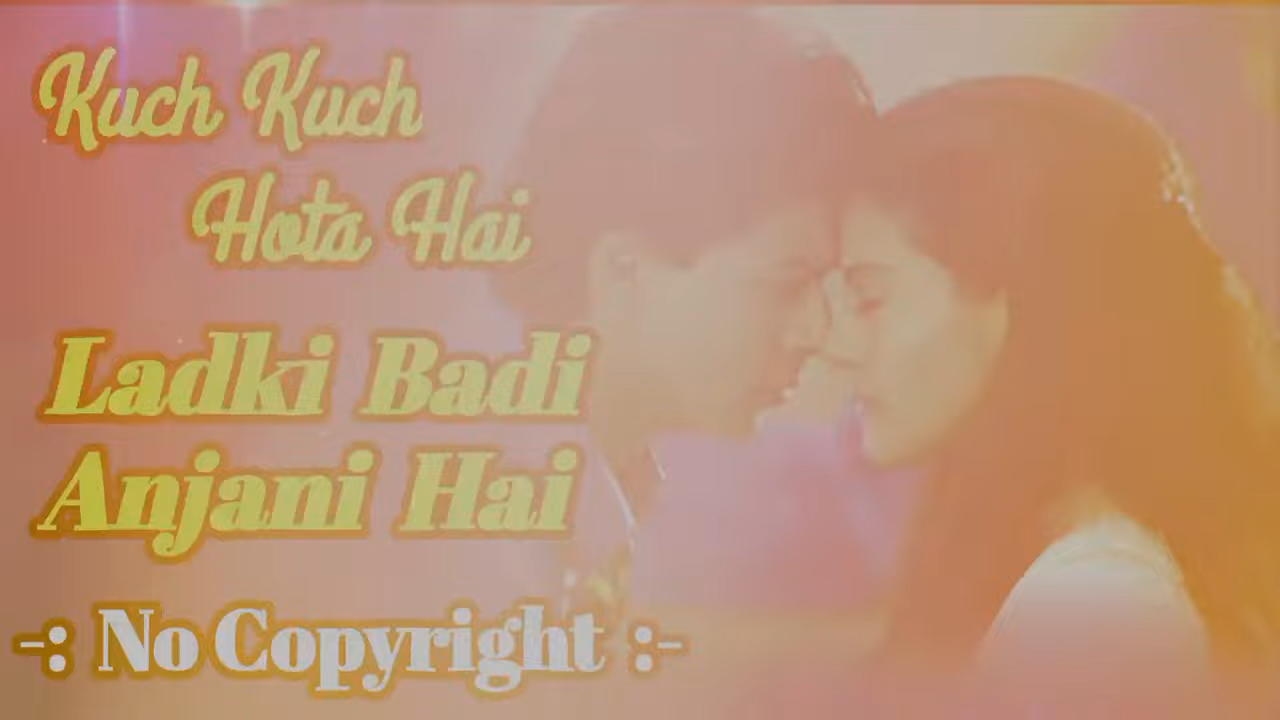 Kuch Kuch
Hota Hai
Ladki Badi
Anjani Hai
-: No Copyright :-